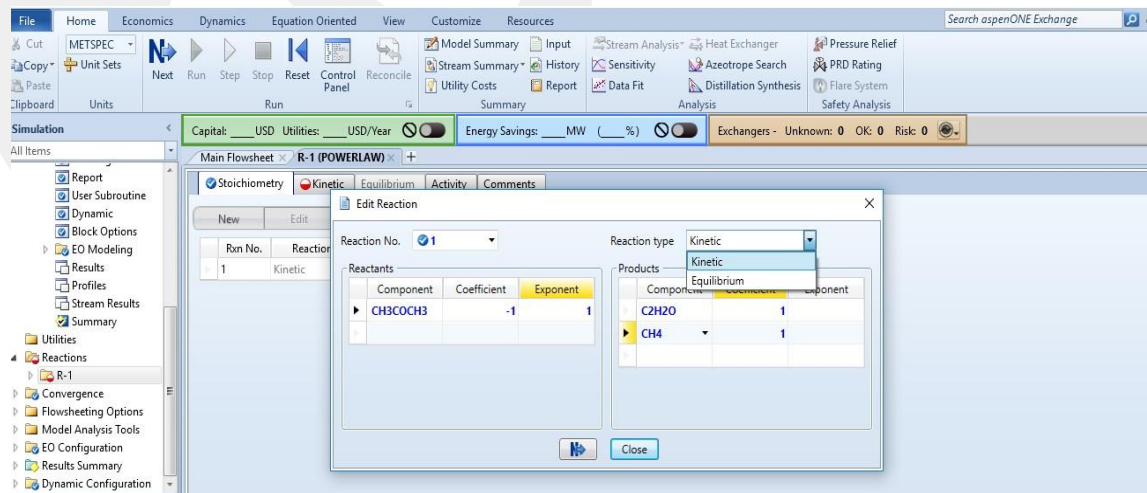 File Home Economics Dynamics Equation Oriented View Customize Resources Search aspenONE Exchange
Cut METSPEC Model Summary Input Stream Analysis Heat Exchanger Pressure Relief
Copy Unit Sets Next Run Step Stop Reset Control Panel Reconcile Stream Summary History Sensitivity Azeotrope Search PRD Rating
Paste Utility Costs Report Data Fit Distillation Synthesis Flare System
Clipboard Units Run Summary Analysis Safety Analysis
Simulation Capital: ____USD Utilities: ____USD/Year Energy Savings: ____MW (____%) Exchangers - Unknown: 0 OK: 0 Risk: 0
All Items Main Flowsheet R-1 (POWERLAW) +
Report
User Subroutine
Dynamic
Block Options
EO Modeling
Results
Profiles
Stream Results
Summary
Utilities
Reactions
R-1
Convergence
Flowsheeting Options
Model Analysis Tools
EO Configuration
Results Summary
Dynamic Configuration
Stoichiometry Kinetic Equilibrium Activity Comments
New Edit
Rxn No. Reaction
1 Kinetic
Edit Reaction
Reaction No. 1 Reaction type Kinetic
Kinetic
Equilibrium
Reactants Products
Component Coefficient Exponent
CH3COCH3 -1 1
C2H2O 1
CH4 1
Close